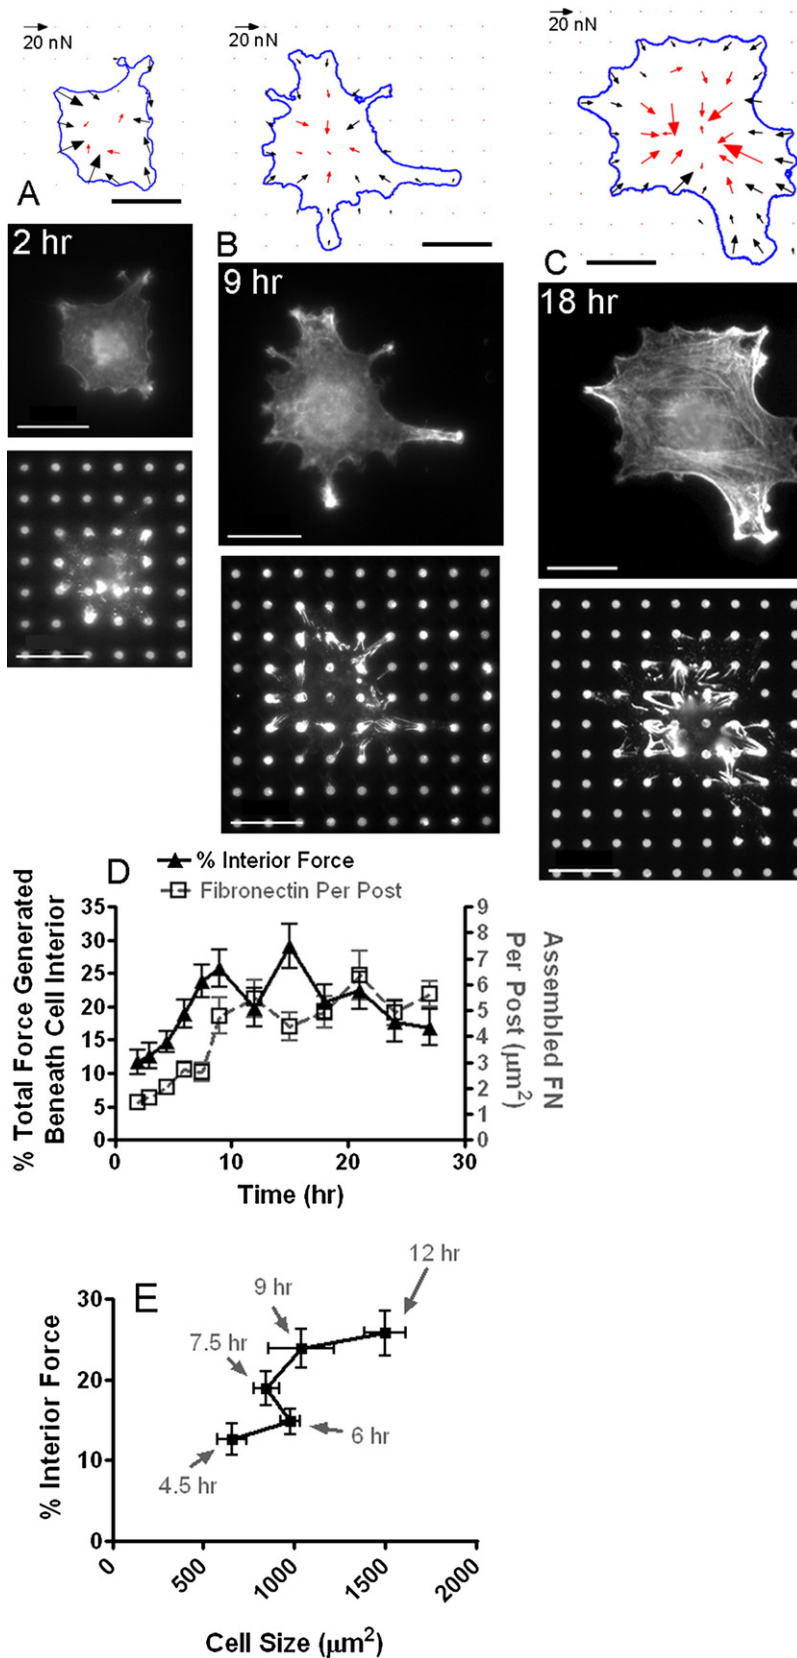 20 nN
20 nN
20 nN
A
B
C
2 hr
9 hr
18 hr
D
% Interior Force
Fibronectin Per Post
% Total Force Generated
Beneath Cell Interior
35
30
25
20
15
10
5
0
9
8
7
6
5
4
3
2
1
0
Assembled FN
Per Post (μm²)
0
10
20
30
Time (hr)
E
12 hr
9 hr
7.5 hr
6 hr
4.5 hr
% Interior Force
30
20
10
0
0
500
1000
1500
2000
Cell Size (μm²)